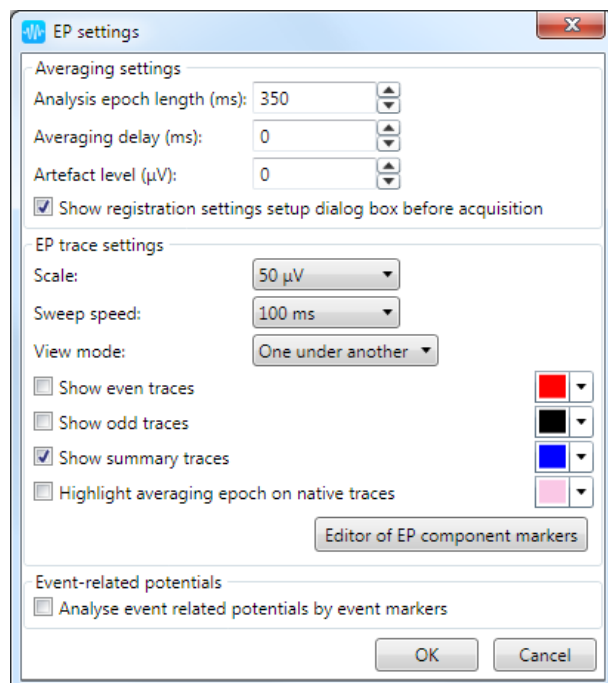 EP settings
Averaging settings
Analysis epoch length (ms): 350
Averaging delay (ms): 0
Artefact level (µV): 0
Show registration settings setup dialog box before acquisition
EP trace settings
Scale: 50 µV
Sweep speed: 100 ms
View mode: One under another
Show even traces
Show odd traces
Show summary traces
Highlight averaging epoch on native traces
Editor of EP component markers
Event-related potentials
Analyse event related potentials by event markers
OK Cancel